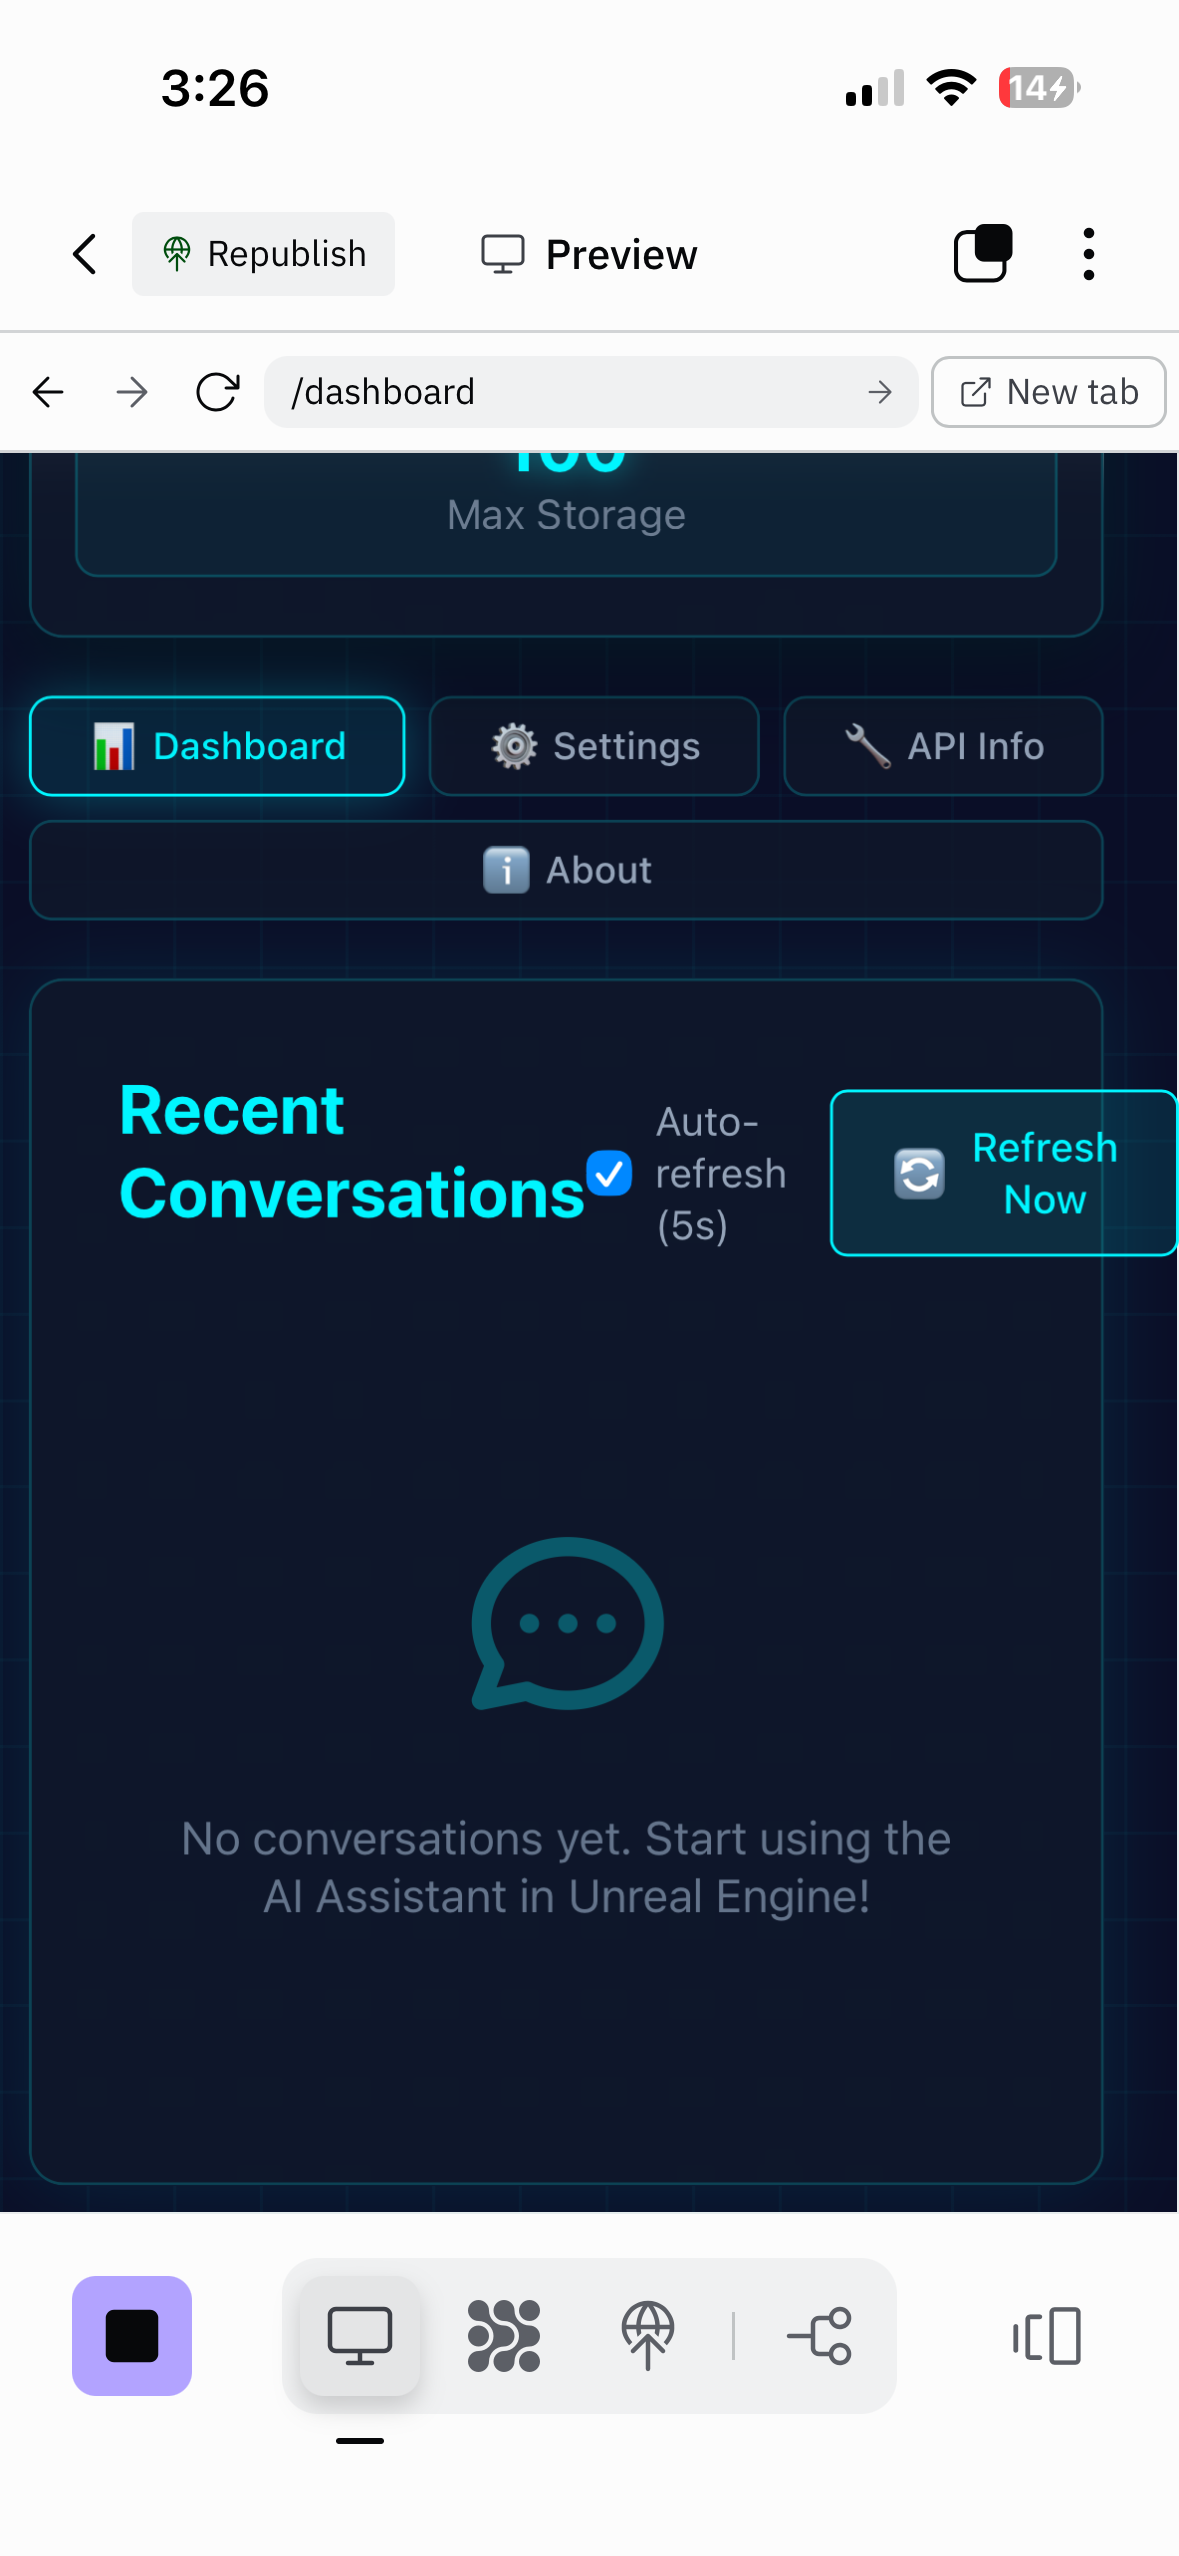 3:26
14
Republish
Preview
/dashboard
New tab
100
Max Storage
Dashboard
Settings
API Info
About
Recent
Conversations
Auto-
refresh
(5s)
Refresh
Now
No conversations yet. Start using the
AI Assistant in Unreal Engine!